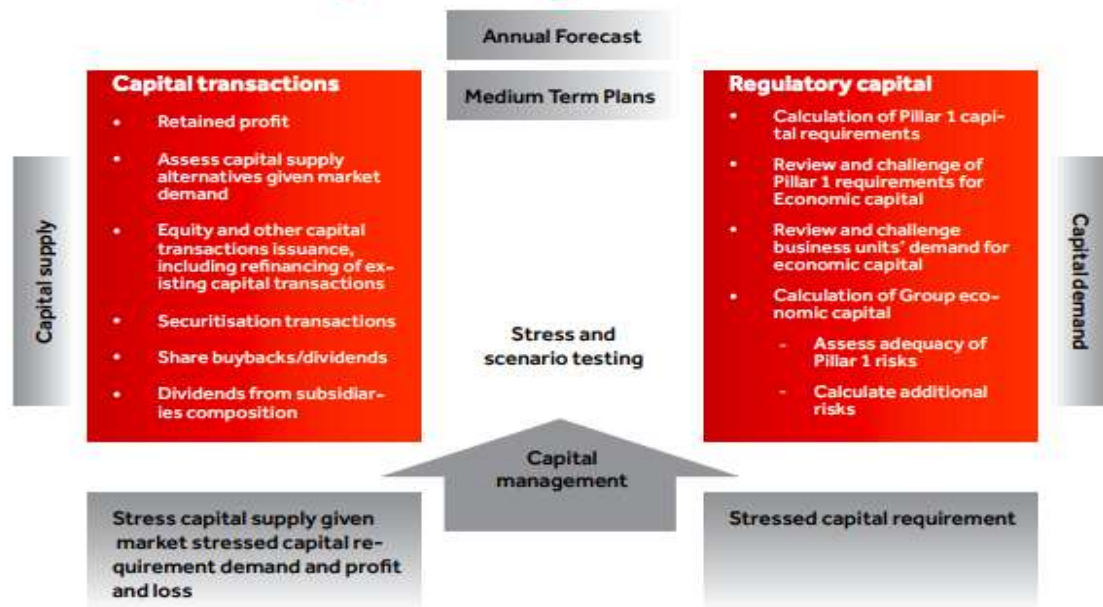 Annual Forecast
Medium Term Plans
Capital supply
Capital transactions
• Retained profit
• Assess capital supply
alternatives given market
demand
• Equity and other capital
transactions issuance,
including refinancing of ex-
isting capital transactions
• Securitisation transactions
• Share buybacks/dividends
• Dividends from subsidiar-
ies composition
Stress and
scenario testing
Regulatory capital
• Calculation of Pillar 1 capi-
tal requirements
• Review and challenge of
Pillar 1 requirements for
Economic capital
• Review and challenge
business units' demand for
economic capital
• Calculation of Group eco-
nomic capital
- Assess adequacy of
Pillar 1 risks
- Calculate additional
risks
Capital demand
Capital
management
Stress capital supply given
market stressed capital re-
quirement demand and profit
and loss
Stressed capital requirement